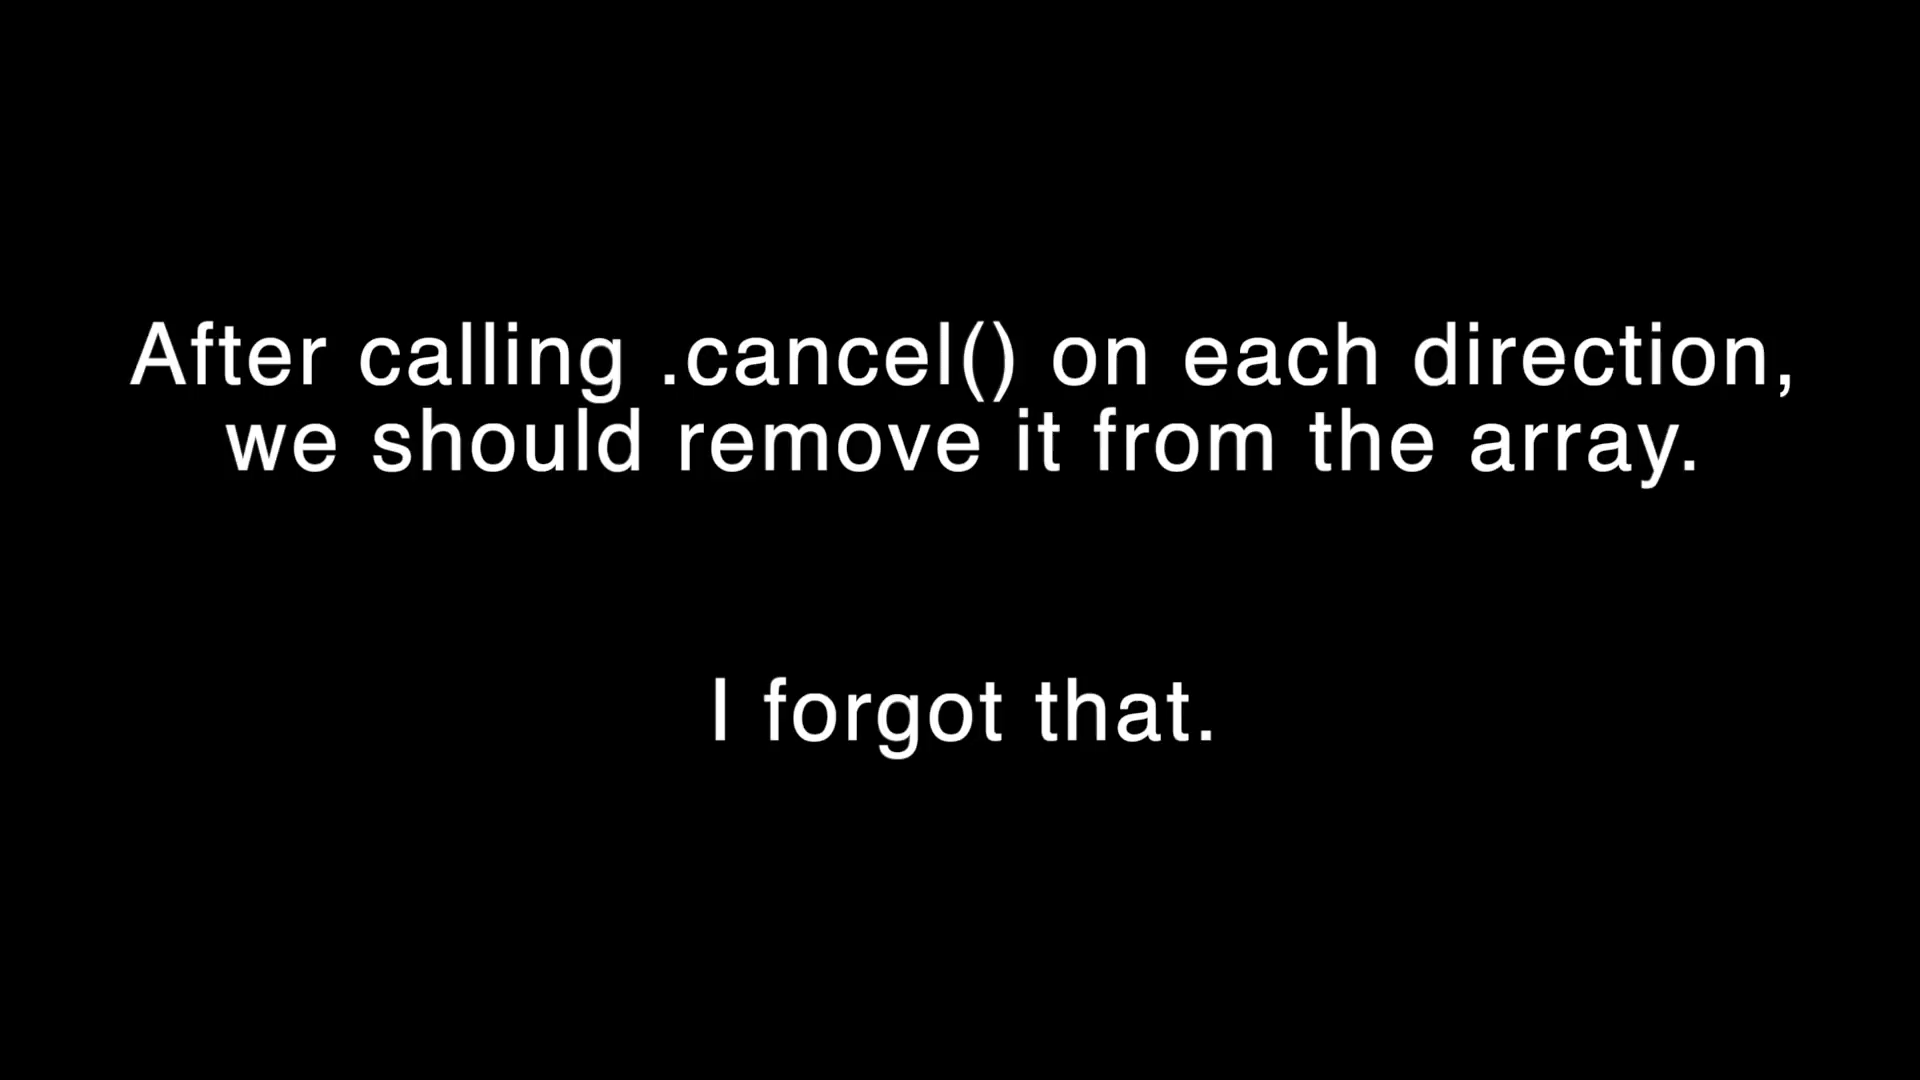 After calling .cancel() on each direction,
we should remove it from the array.
I forgot that.